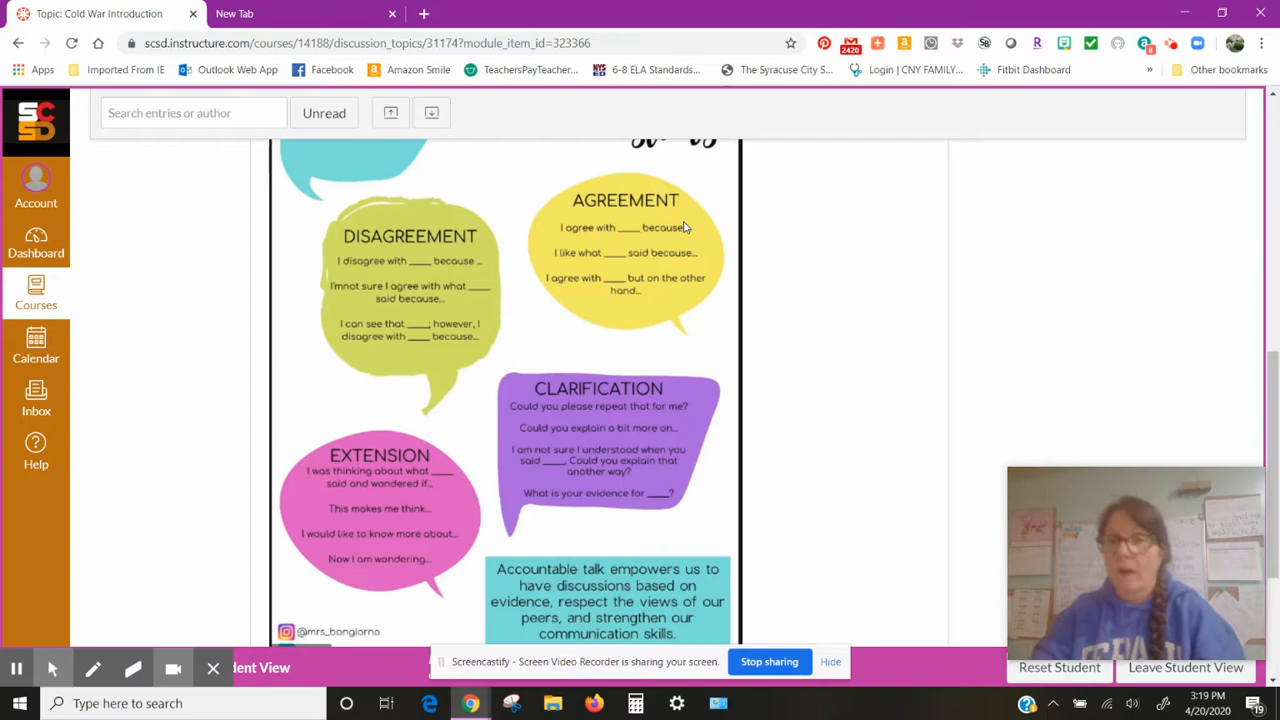 Topic: Cold War Introduction
New Tab
scsd.instructure.com/courses/14188/discussion_topics/31174?module_item_id=323366
2420
8
Apps
Imported From IE
Outlook Web App
Facebook
Amazon Smile
TeachersPayTeacher...
6-8 ELA Standards...
The Syracuse City S...
Login | CNY FAMILY...
Fitbit Dashboard
»
Other bookmarks
SC
SD
Account
Dashboard
Courses
Calendar
Inbox
Help
Search entries or author
Unread
AGREEMENT
I agree with ____ because
I like what ____ said because...
I agree with ____ but on the other
hand...
DISAGREEMENT
I disagree with ____ because ...
I'mnot sure I agree with what ____
said because...
I can see that ____; however, I
disagree with ____ because...
CLARIFICATION
Could you please repeat that for me?
Could you explain a bit more on...
I am not sure I understood when you
said ____. Could you explain that
another way?
What is your evidence for ____?
EXTENSION
I was thinking about what ____
said and wondered if...
This makes me think...
I would like to know more about...
Now I am wondering...
Accountable talk empowers us to
have discussions based on
evidence, respect the views of our
peers, and strengthen our
communication skills.
@mrs_bongiorno
Screencastify - Screen Video Recorder is sharing your screen.
Stop sharing
Hide
dent View
Reset Student
Leave Student View
Type here to search
3:19 PM
4/20/2020
19